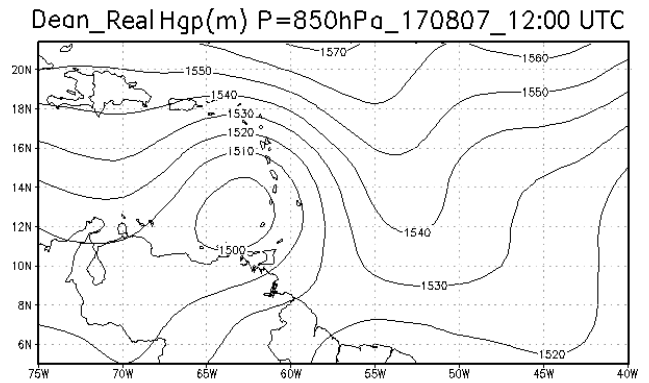 Dean_Real Hgp(m) P=850hPa_170807_12:00 UTC
1570
1560
20N
1550
1550
1540
18N
1530
1520
16N
1510
14N
12N
1540
1500
10N
1530
8N
6N
1520
75W 70W 65W 60W 55W 50W 45W 40W